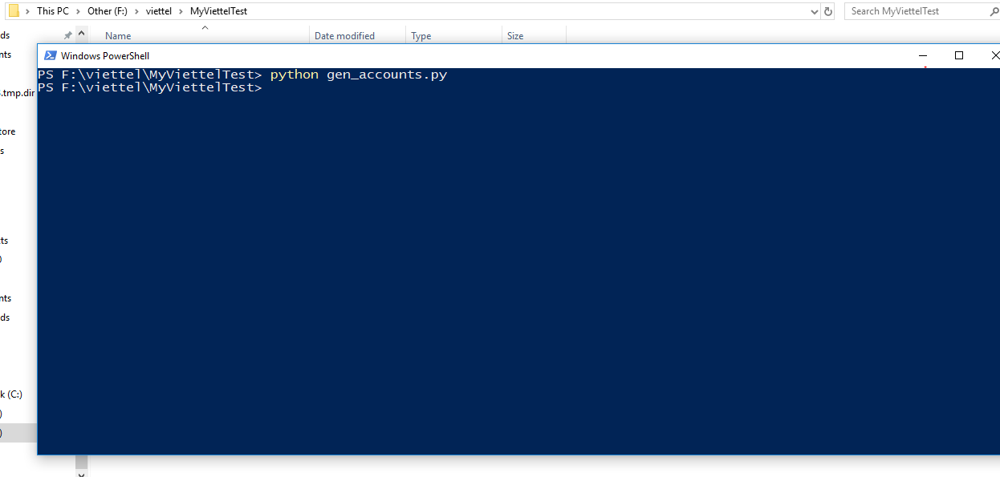 This PC > Other (F:) > viettel > MyViettelTest
Search MyViettelTest
ds
Name
Date modified
Type
Size
nts
Windows PowerShell
PS F:\viettel\MyViettelTest> python gen_accounts.py
PS F:\viettel\MyViettelTest>
.tmp.dir
tore
s
ts
)
nts
ds
k (C:)
)
)